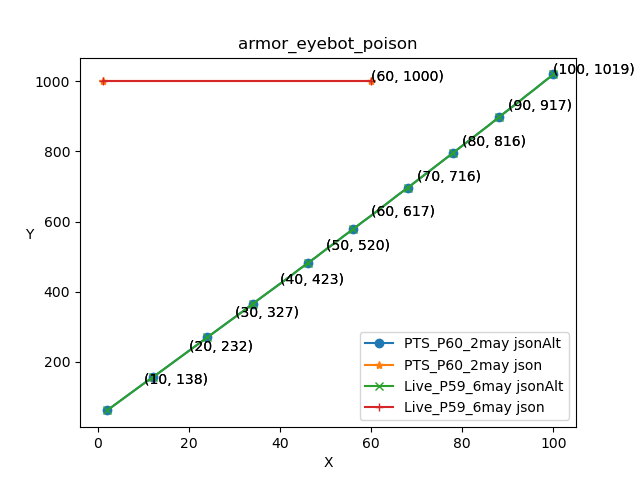 armor_eyebot_poison
1000
800
600
400
200
Y
(60, 1000)
(100, 1019)
(90, 917)
(80, 816)
(70, 716)
(60, 617)
(50, 520)
(40, 423)
(30, 327)
(20, 232)
(10, 138)
PTS_P60_2may jsonAlt
PTS_P60_2may json
Live_P59_6may jsonAlt
Live_P59_6may json
0 20 40 60 80 100
X